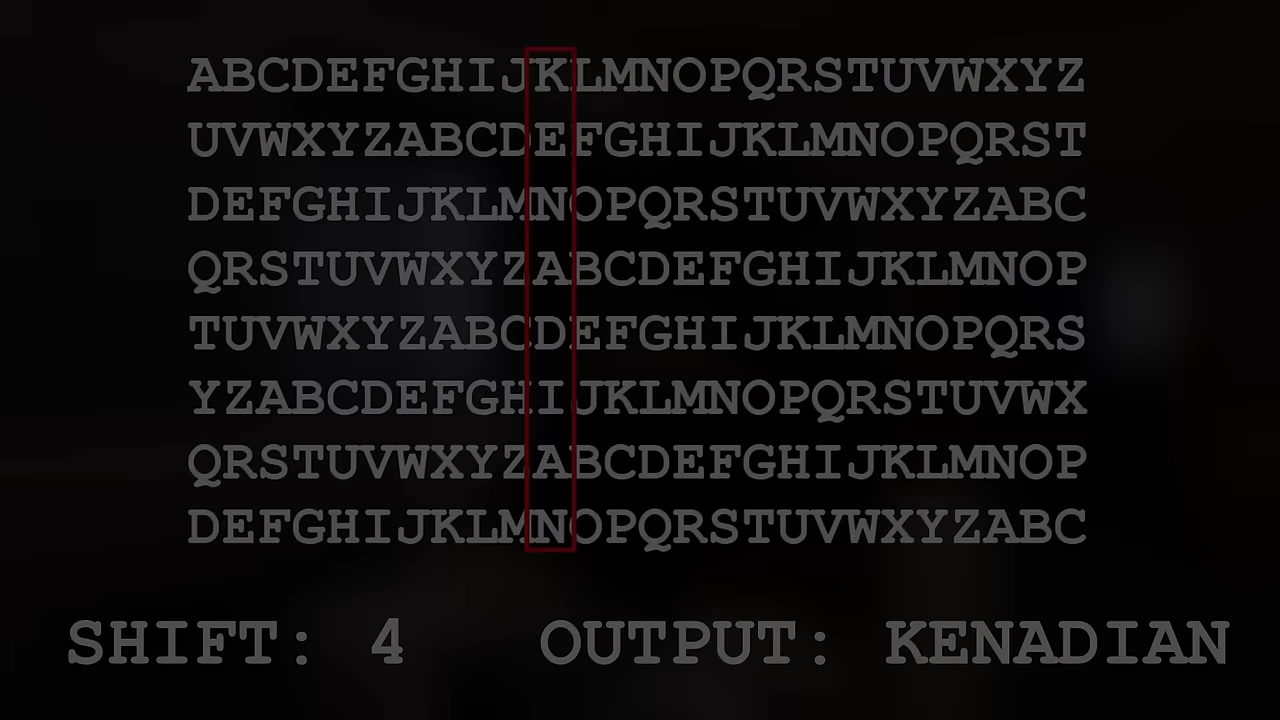 ABCDEFGHIJKLMNOPQRSTUVWXYZ
UVWXYZABCDEFGHIJKLMNOPQRST
DEFGHIJKLMNOPQRSTUVWXYZABC
QRSTUVWXYZABCDEFGHIJKLMNOP
TUVWXYZABCDEFGHIJKLMNOPQRS
YZABCDEFGHIJKLMNOPQRSTUVWX
QRSTUVWXYZABCDEFGHIJKLMNOP
DEFGHIJKLMNOPQRSTUVWXYZABC
SHIFT: 4 OUTPUT: KENADIAN